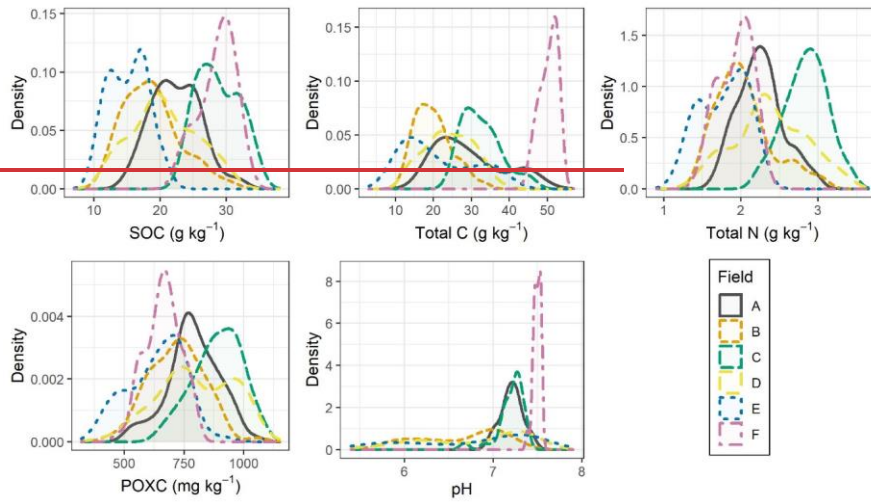 0.15
0.10
0.05
0.00
Density
10 20 30
SOC (g kg⁻¹)
0.15
0.10
0.05
0.00
Density
10 20 30 40 50
Total C (g kg⁻¹)
1.5
1.0
0.5
0.0
Density
1 2 3
Total N (g kg⁻¹)
0.004
0.002
0.000
Density
500 750 1000
POXC (mg kg⁻¹)
8
6
4
2
0
Density
6 7 8
pH
Field
A
B
C
D
E
F